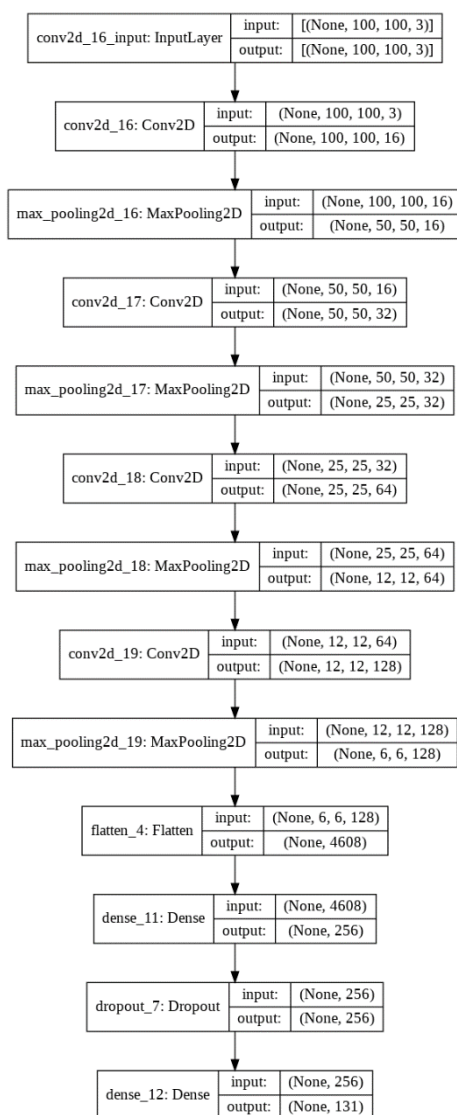 conv2d_16_input: InputLayer
input: [(None, 100, 100, 3)]
output: [(None, 100, 100, 3)]
conv2d_16: Conv2D
input: (None, 100, 100, 3)
output: (None, 100, 100, 16)
max_pooling2d_16: MaxPooling2D
input: (None, 100, 100, 16)
output: (None, 50, 50, 16)
conv2d_17: Conv2D
input: (None, 50, 50, 16)
output: (None, 50, 50, 32)
max_pooling2d_17: MaxPooling2D
input: (None, 50, 50, 32)
output: (None, 25, 25, 32)
conv2d_18: Conv2D
input: (None, 25, 25, 32)
output: (None, 25, 25, 64)
max_pooling2d_18: MaxPooling2D
input: (None, 25, 25, 64)
output: (None, 12, 12, 64)
conv2d_19: Conv2D
input: (None, 12, 12, 64)
output: (None, 12, 12, 128)
max_pooling2d_19: MaxPooling2D
input: (None, 12, 12, 128)
output: (None, 6, 6, 128)
flatten_4: Flatten
input: (None, 6, 6, 128)
output: (None, 4608)
dense_11: Dense
input: (None, 4608)
output: (None, 256)
dropout_7: Dropout
input: (None, 256)
output: (None, 256)
dense_12: Dense
input: (None, 256)
output: (None, 131)